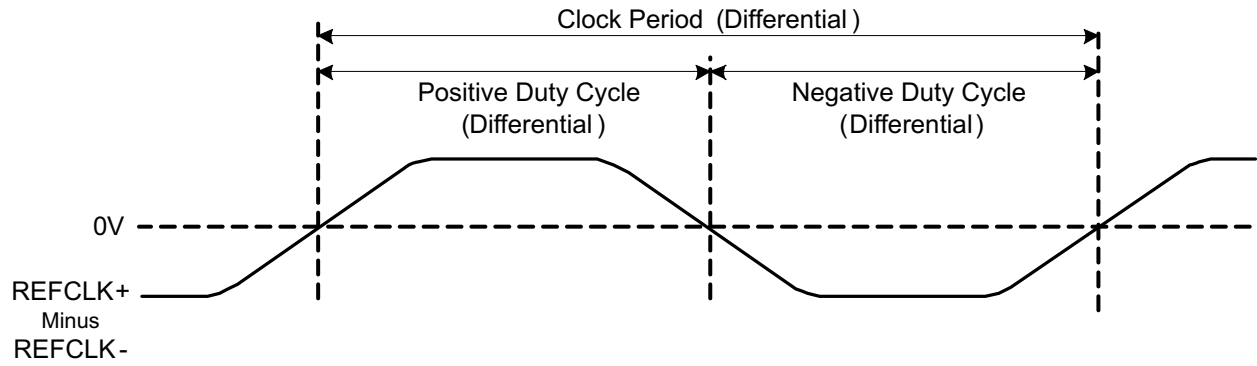 Clock Period (Differential)
Positive Duty Cycle
(Differential)
Negative Duty Cycle
(Differential)
0V
REFCLK+
Minus
REFCLK-